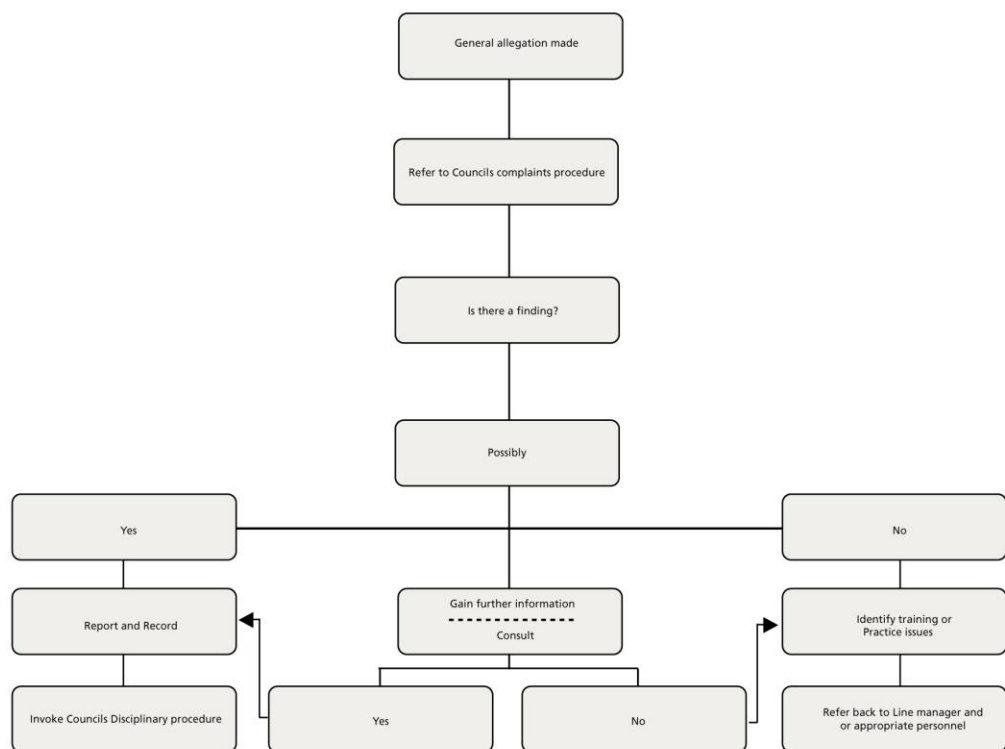 General allegation made
Refer to Councils complaints procedure
Is there a finding?
Possibly
Yes
No
Report and Record
Gain further information
Consult
Identify training or
Practice issues
Invoke Councils Disciplinary procedure
Yes
No
Refer back to Line manager and
or appropriate personnel